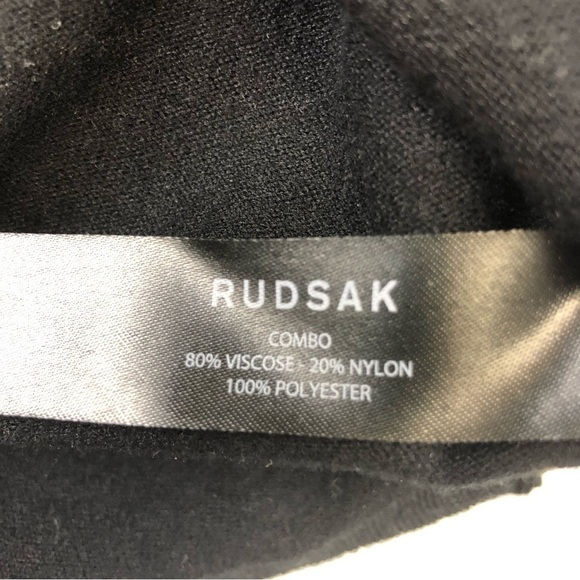 RUDSAK
COMBO
80% VISCOSE - 20% NYLON
100% POLYESTER